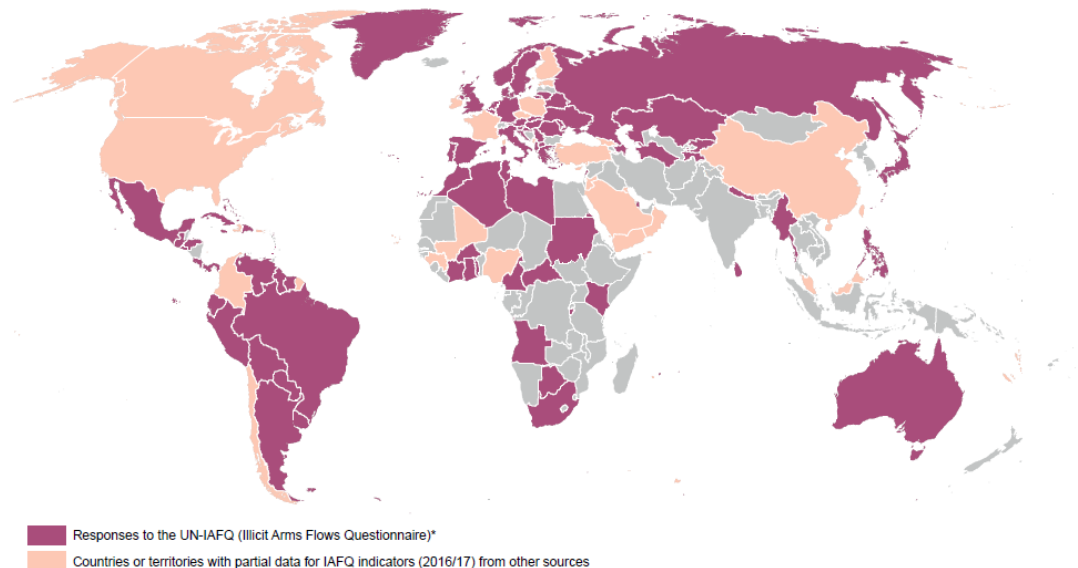 Responses to the UN-IAFQ (Illicit Arms Flows Questionnaire)*
Countries or territories with partial data for IAFQ indicators (2016/17) from other sources